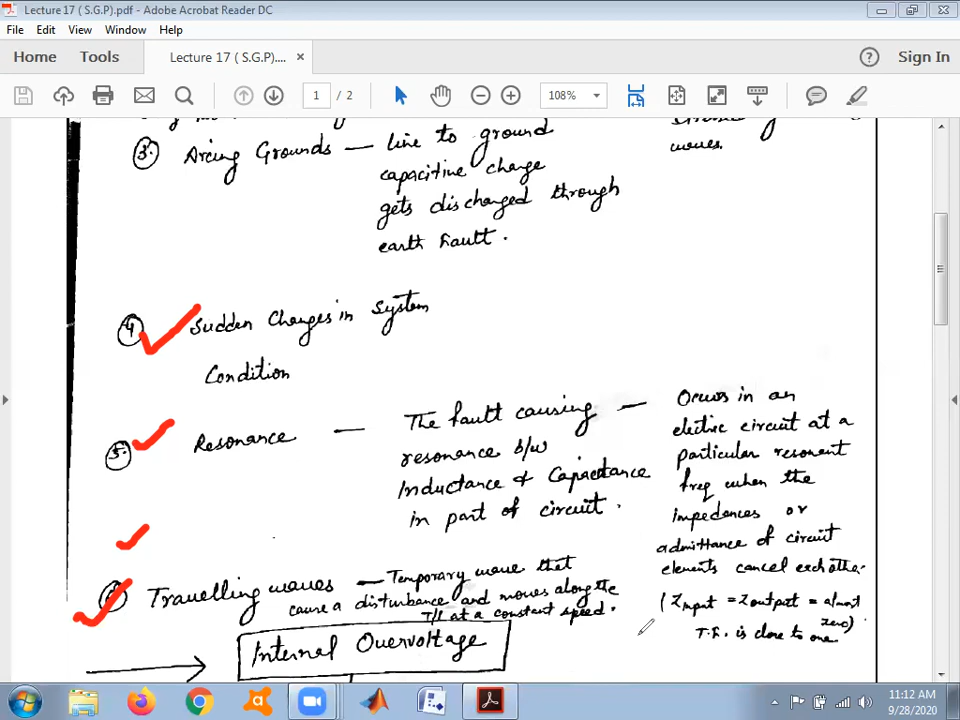 Lecture 17 ( S.G.P).pdf - Adobe Acrobat Reader DC
File Edit View Window Help
Home Tools Lecture 17 ( S.G.P).... × Sign In
1 / 2 108%
3. Arcing Grounds — line to ground
capacitive change
gets discharged through
earth fault.
waves.
4 Sudden Changes in System
Condition
5. Resonance — The fault causing —
resonance b/w
Inductance & Capacitance
in part of circuit.
Occurs in an
electric circuit at a
particular resonent
freq when the
impedances or
admittance of circuit
elements cancel each other.
( Zinput = Zoutput = almost
zero)
T.F. is close to one
Travelling waves — Temporary wave that
cause a disturbance and moves along the
T/L at a constant speed.
Internal Overvoltage
11:12 AM
9/28/2020